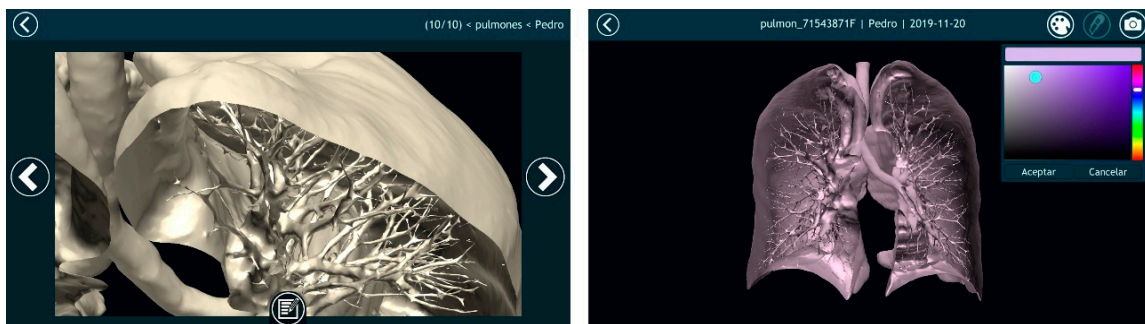 (10/10) < pulmones < Pedro
pulmon_71543871F | Pedro | 2019-11-20
Aceptar Cancelar